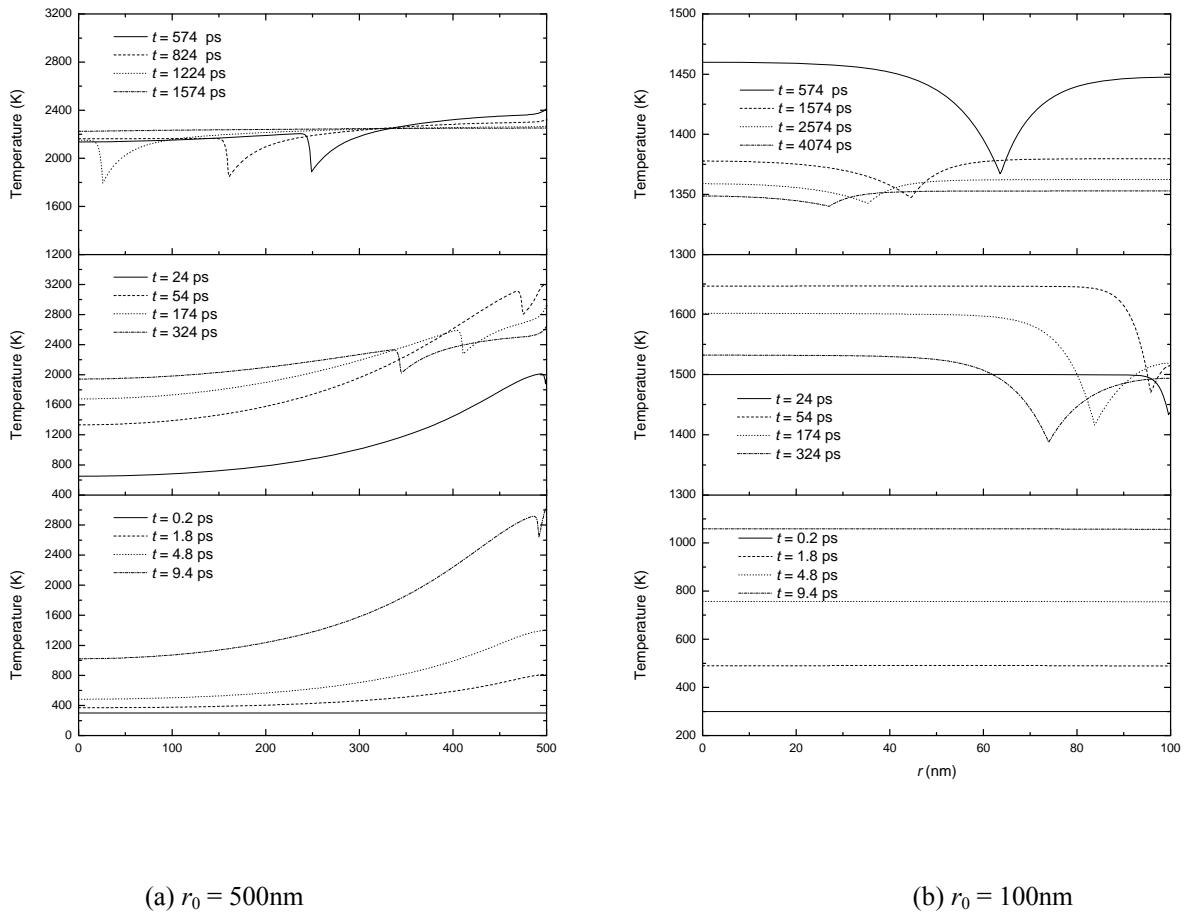 3200
2800
2400
2000
1600
1200
Temperature (K)
t = 574 ps
t = 824 ps
t = 1224 ps
t = 1574 ps
3200
2800
2400
2000
1600
1200
800
400
Temperature (K)
t = 24 ps
t = 54 ps
t = 174 ps
t = 324 ps
2800
2400
2000
1600
1200
800
400
Temperature (K)
t = 0.2 ps
t = 1.8 ps
t = 4.8 ps
t = 9.4 ps
0 100 200 300 400 500
1500
1450
1400
1350
1300
Temperature (K)
t = 574 ps
t = 1574 ps
t = 2574 ps
t = 4074 ps
1600
1500
1400
1300
Temperature (K)
t = 24 ps
t = 54 ps
t = 174 ps
t = 324 ps
1000
900
800
700
600
500
400
300
200
Temperature (K)
t = 0.2 ps
t = 1.8 ps
t = 4.8 ps
t = 9.4 ps
0 20 40 60 80 100
r (nm)
(a) r0 = 500nm
(b) r0 = 100nm